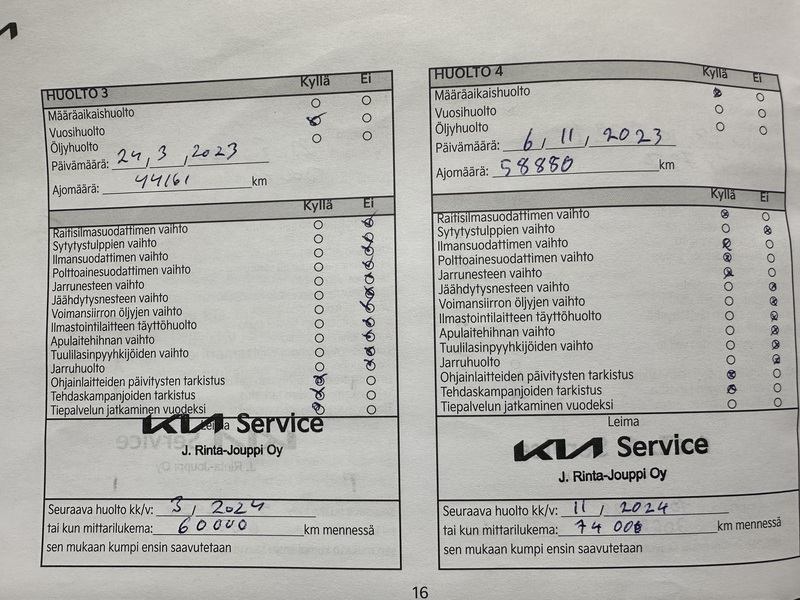 HUOLTO 3 Kyllä Ei
Määräaikaishuolto
Vuosihuolto
Öljyhuolto
Päivämäärä: 24, 3, 2023
Ajomäärä: 44161 km
Kyllä Ei
Raitisilmasuodattimen vaihto
Sytytystulppien vaihto
Ilmansuodattimen vaihto
Polttoainesuodattimen vaihto
Jarrunesteen vaihto
Jäähdytysnesteen vaihto
Voimansiirron öljyjen vaihto
Ilmastointilaitteen täyttöhuolto
Apulaitehihnan vaihto
Tuulilasinpyyhkijöiden vaihto
Jarruhuolto
Ohjainlaitteiden päivitysten tarkistus
Tehdaskampanjoiden tarkistus
Tiepalvelun jatkaminen vuodeksi
Leima
KIA Service
J. Rinta-Jouppi Oy
Seuraava huolto kk/v: 3, 2024
tai kun mittarilukema: 60000 km mennessä
sen mukaan kumpi ensin saavutetaan
HUOLTO 4 Kyllä Ei
Määräaikaishuolto
Vuosihuolto
Öljyhuolto
Päivämäärä: 6, 11, 2023
Ajomäärä: 58880 km
Kyllä Ei
Raitisilmasuodattimen vaihto
Sytytystulppien vaihto
Ilmansuodattimen vaihto
Polttoainesuodattimen vaihto
Jarrunesteen vaihto
Jäähdytysnesteen vaihto
Voimansiirron öljyjen vaihto
Ilmastointilaitteen täyttöhuolto
Apulaitehihnan vaihto
Tuulilasinpyyhkijöiden vaihto
Jarruhuolto
Ohjainlaitteiden päivitysten tarkistus
Tehdaskampanjoiden tarkistus
Tiepalvelun jatkaminen vuodeksi
Leima
KIA Service
J. Rinta-Jouppi Oy
Seuraava huolto kk/v: 11, 2024
tai kun mittarilukema: 74 000 km mennessä
sen mukaan kumpi ensin saavutetaan
16